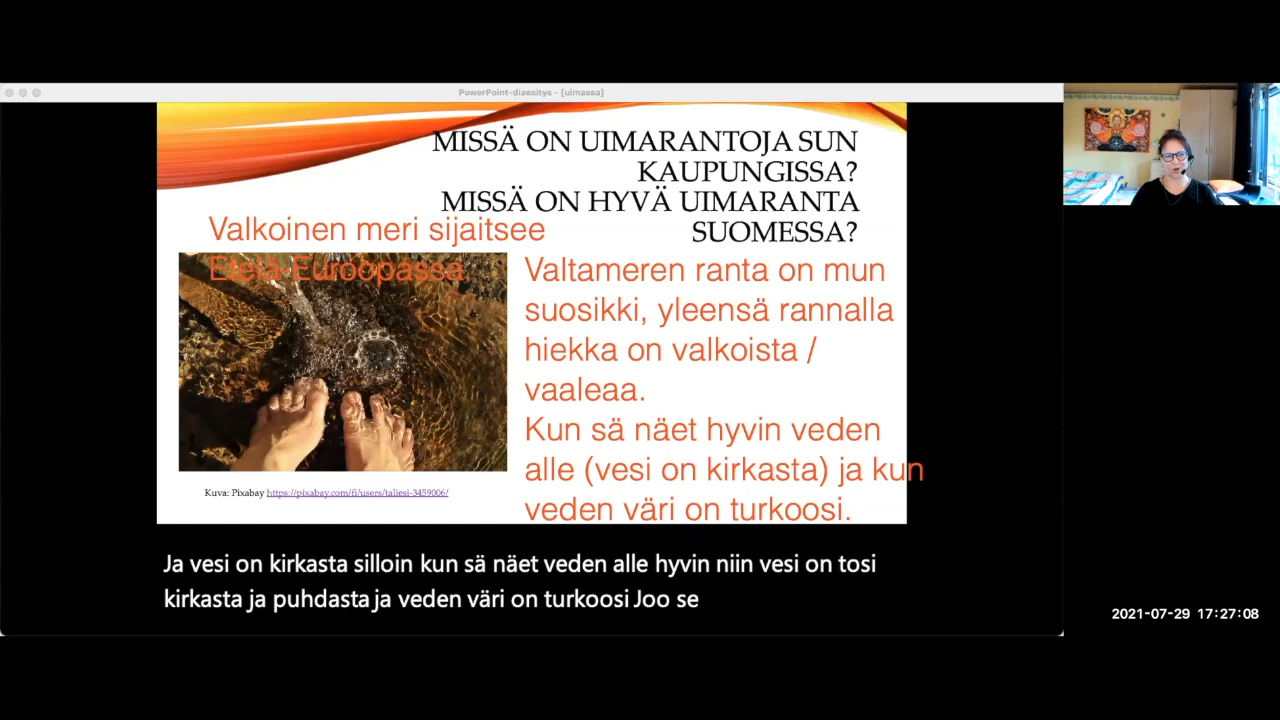 PowerPoint-diaesitys - [uimassa]
MISSÄ ON UIMARANTOJA SUN
KAUPUNGISSA?
MISSÄ ON HYVÄ UIMARANTA
SUOMESSA?
Valkoinen meri sijaitsee
Etelä-Euroopassa.
Valtameren ranta on mun
suosikki, yleensä rannalla
hiekka on valkoista /
vaaleaa.
Kun sä näet hyvin veden
alle (vesi on kirkasta) ja kun
veden väri on turkoosi.
Kuva: Pixabay https://pixabay.com/fi/users/taliesi-3459006/
Ja vesi on kirkasta silloin kun sä näet veden alle hyvin niin vesi on tosi
kirkasta ja puhdasta ja veden väri on turkoosi Joo se
2021-07-29 17:27:08